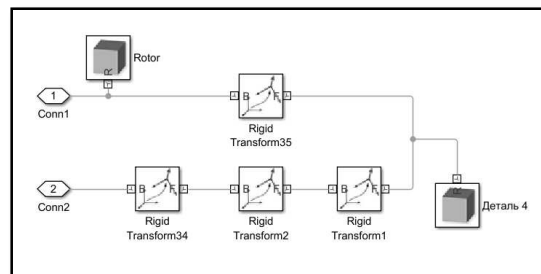 Rotor
R
1
B
F
Conn1
Rigid
Transform35
2
B
F
B
F
B
F
R
Деталь 4
Conn2
Rigid
Transform34
Rigid
Transform2
Rigid
Transform1